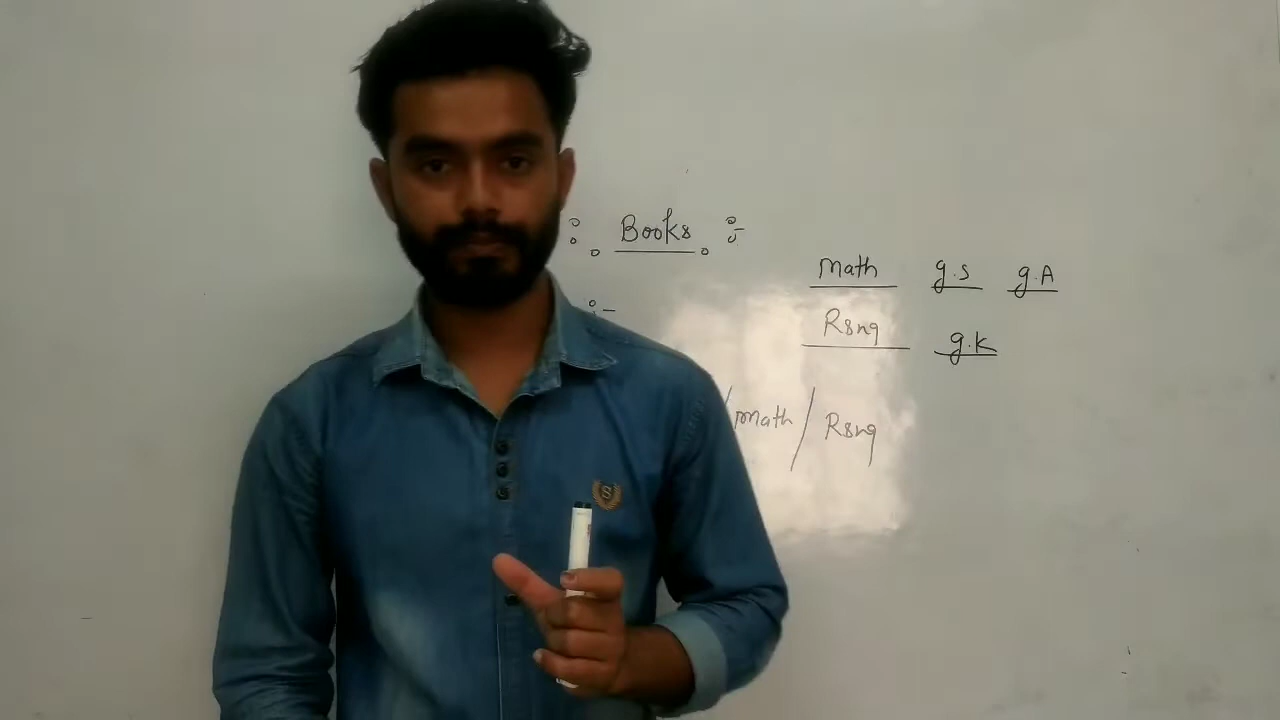 Books
Math g.s g.A
Rsng g.k
/ math / Rsng
S